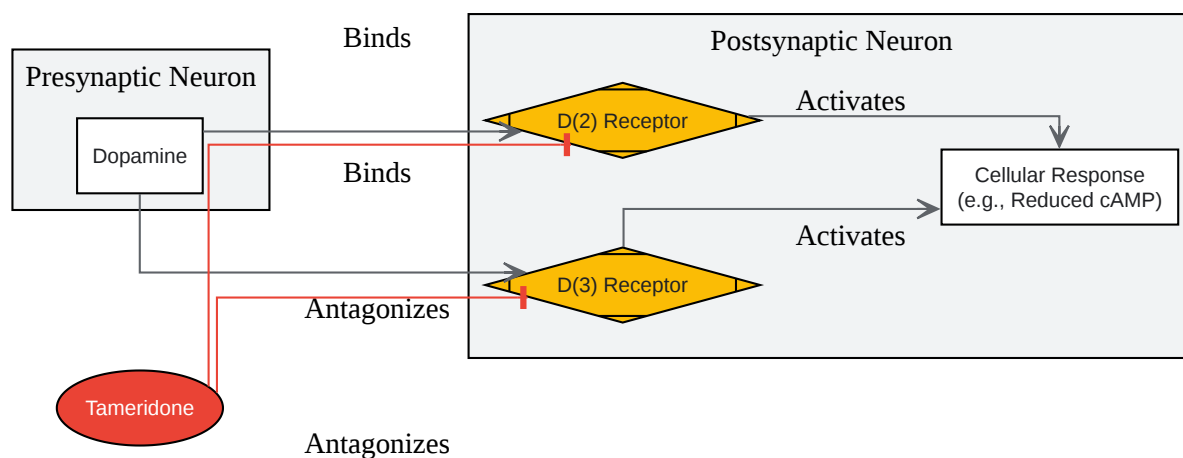 Binds
Postsynaptic Neuron
Presynaptic Neuron
Activates
D(2) Receptor
Dopamine
Binds
Cellular Response
(e.g., Reduced cAMP)
Activates
D(3) Receptor
Antagonizes
Tameridone
Antagonizes